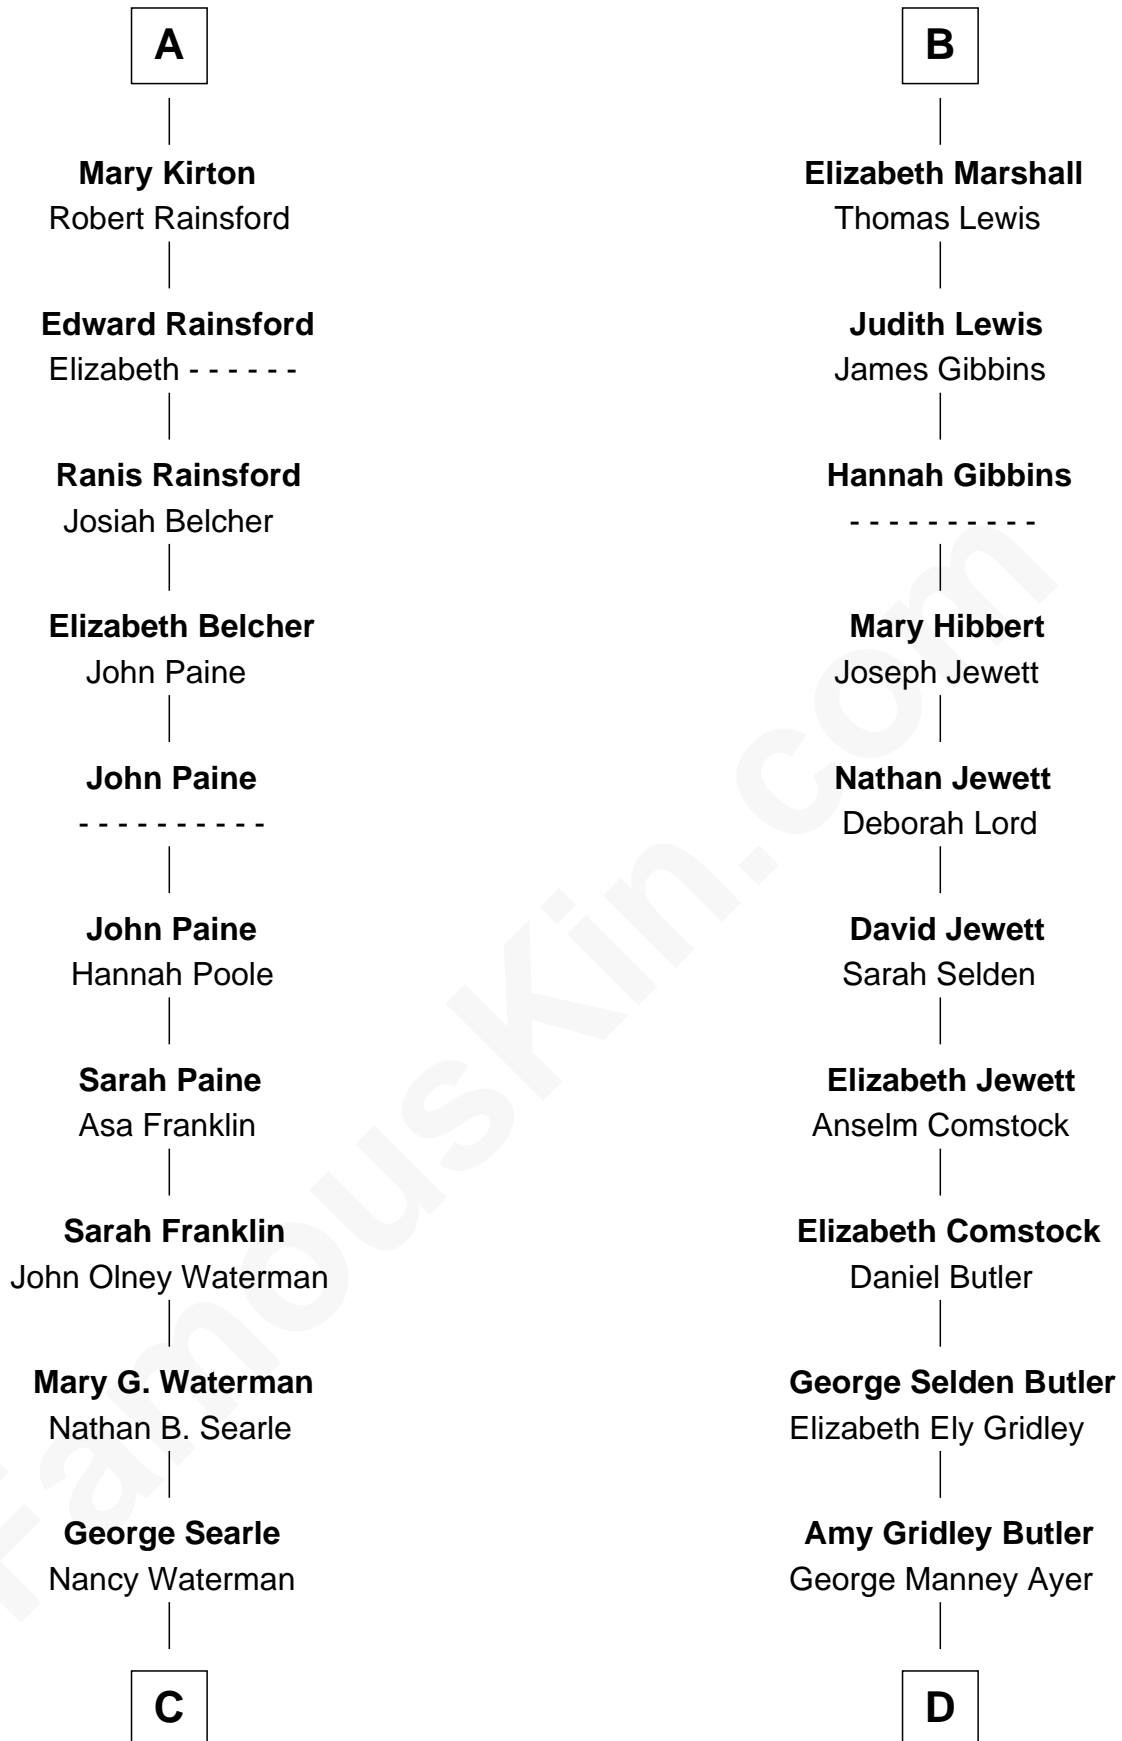 A
Mary Kirton
Robert Rainsford
Edward Rainsford
Elizabeth - - - - - -
Ranis Rainsford
Josiah Belcher
Elizabeth Belcher
John Paine
John Paine
- - - - - - - - - -
John Paine
Hannah Poole
Sarah Paine
Asa Franklin
Sarah Franklin
John Olney Waterman
Mary G. Waterman
Nathan B. Searle
George Searle
Nancy Waterman
C
B
Elizabeth Marshall
Thomas Lewis
Judith Lewis
James Gibbins
Hannah Gibbins
- - - - - - - - - -
Mary Hibbert
Joseph Jewett
Nathan Jewett
Deborah Lord
David Jewett
Sarah Selden
Elizabeth Jewett
Anselm Comstock
Elizabeth Comstock
Daniel Butler
George Selden Butler
Elizabeth Ely Gridley
Amy Gridley Butler
George Manney Ayer
D
FamousKin.com